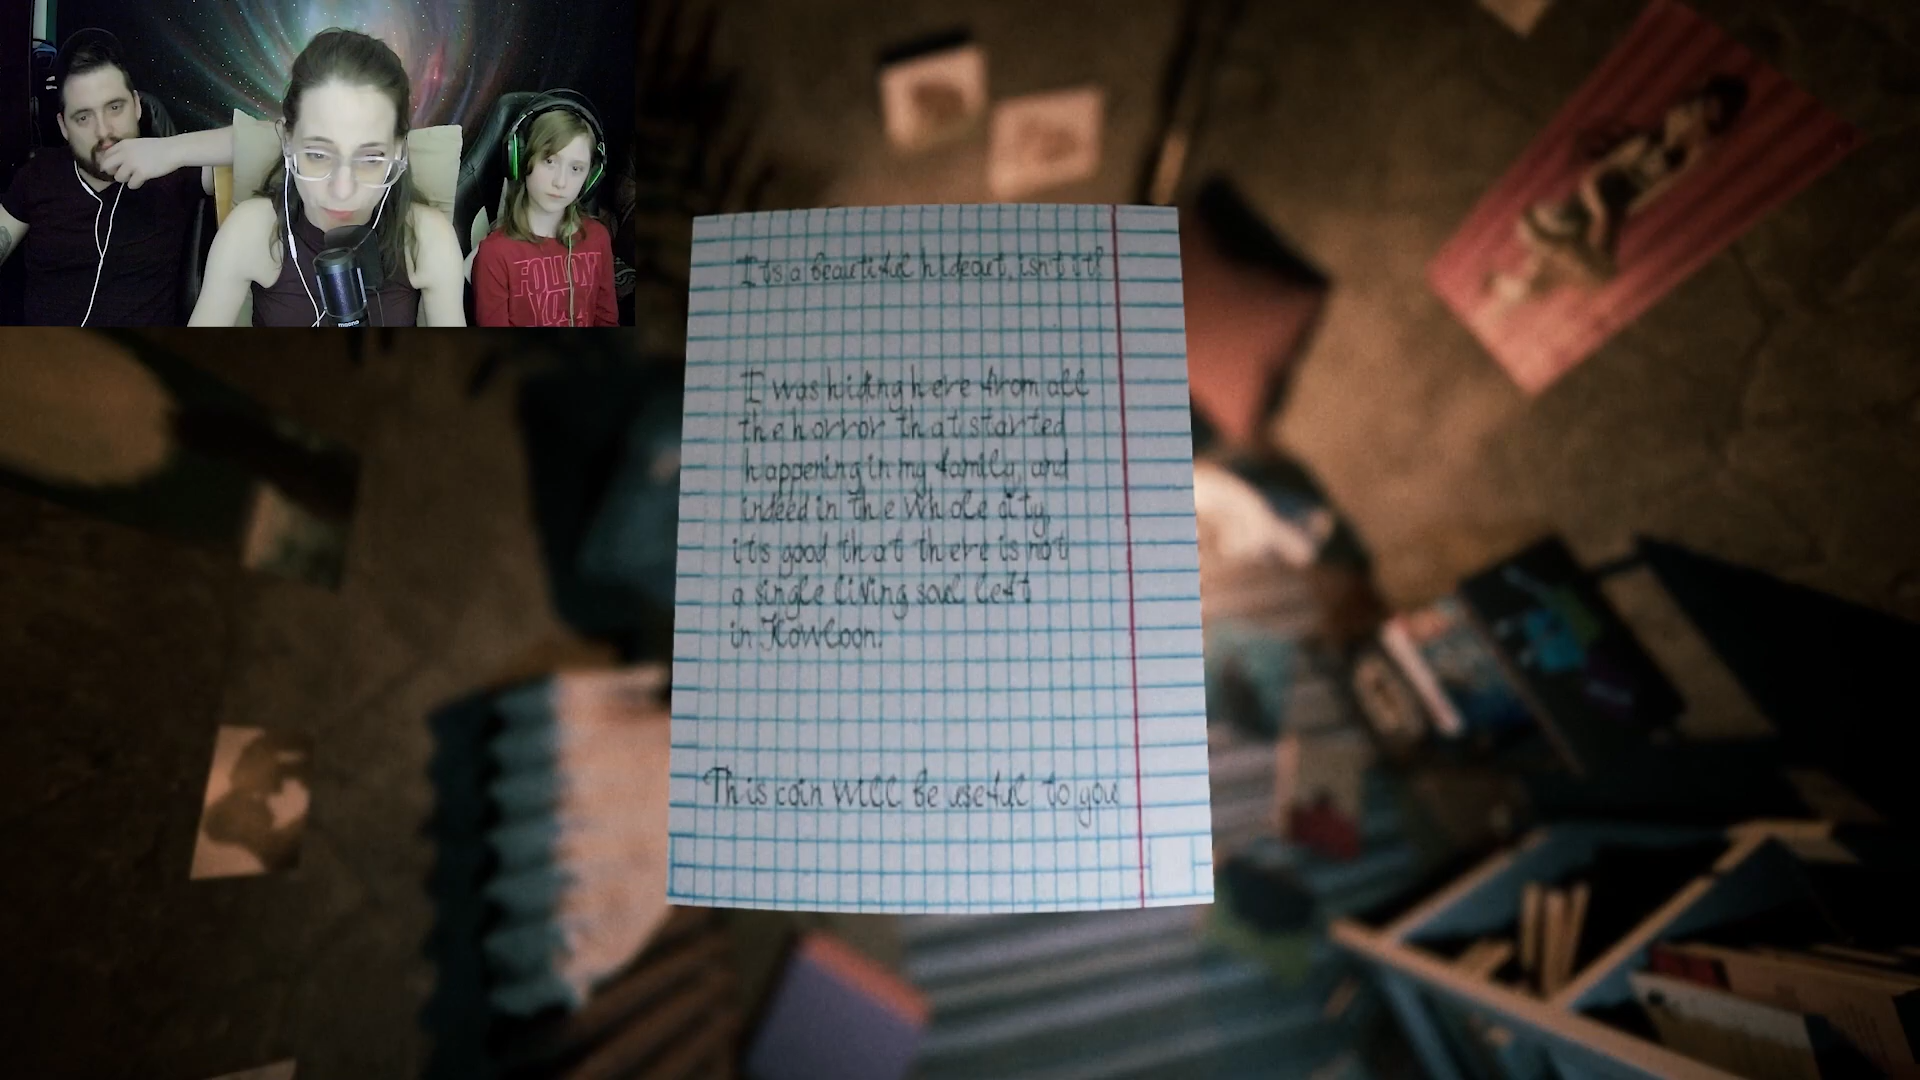 FOLLOW
YOUR
It's a beautiful hideout, isn't it?
I was hiding here from all
the horror that started
happening in my family, and
indeed in the whole city,
it's good that there is not
a single living soul left
in Kowloon.
This coin will be useful to you